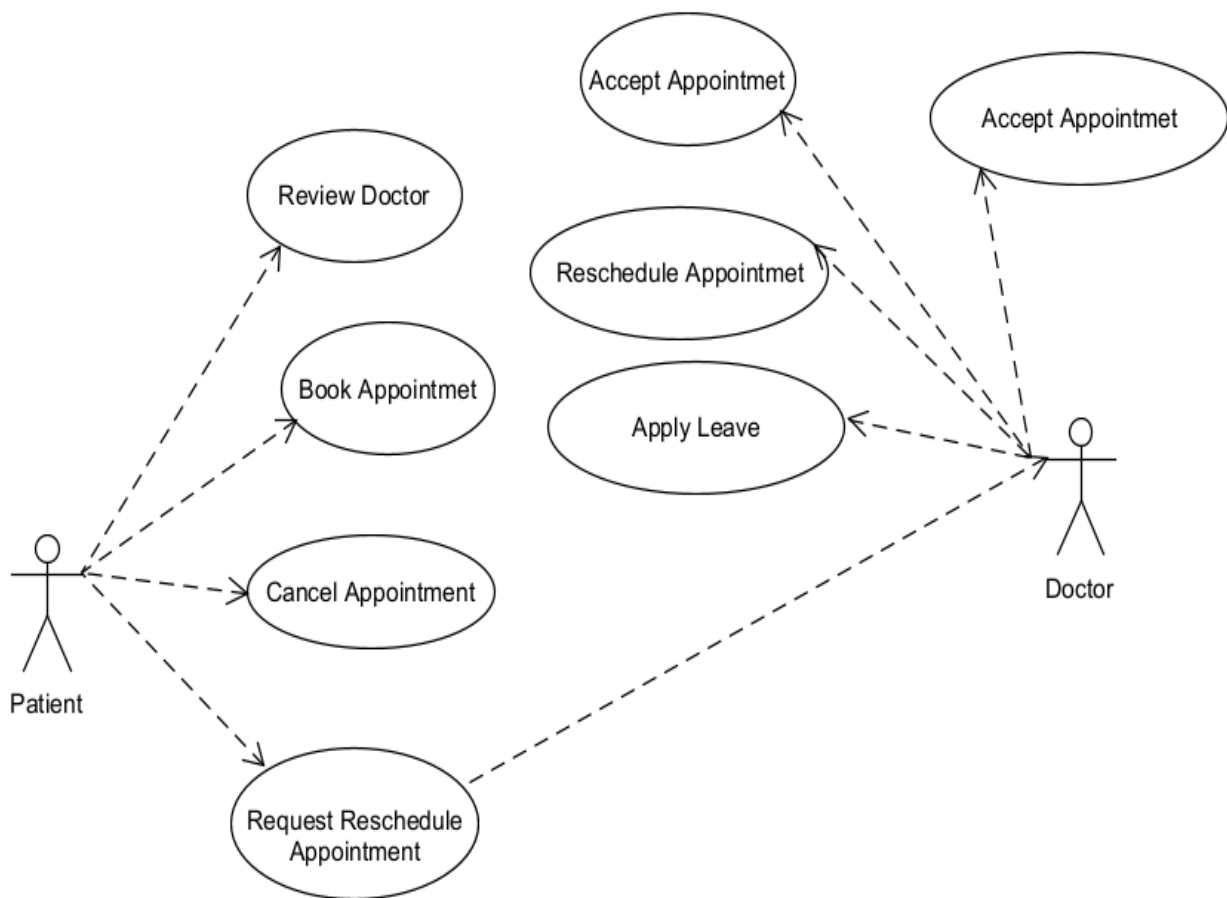 Accept Appointmet
Accept Appointmet
Review Doctor
Reschedule Appointmet
Book Appointmet
Apply Leave
Cancel Appointment
Doctor
Patient
Request Reschedule
Appointment